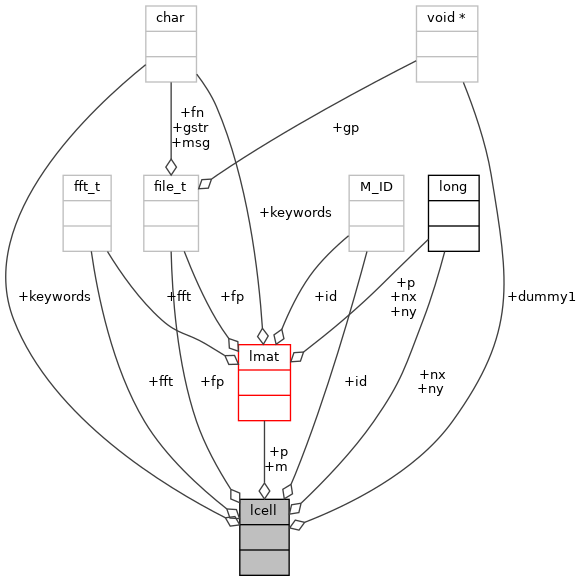 char
void *
+fn
+gstr
+msg
+gp
fft_t
file_t
M_ID
long
+keywords
+keywords
+fft
+fp
+id
+p
+nx
+ny
+dummy1
lmat
+fft
+fp
+id
+nx
+ny
+p
+m
lcell